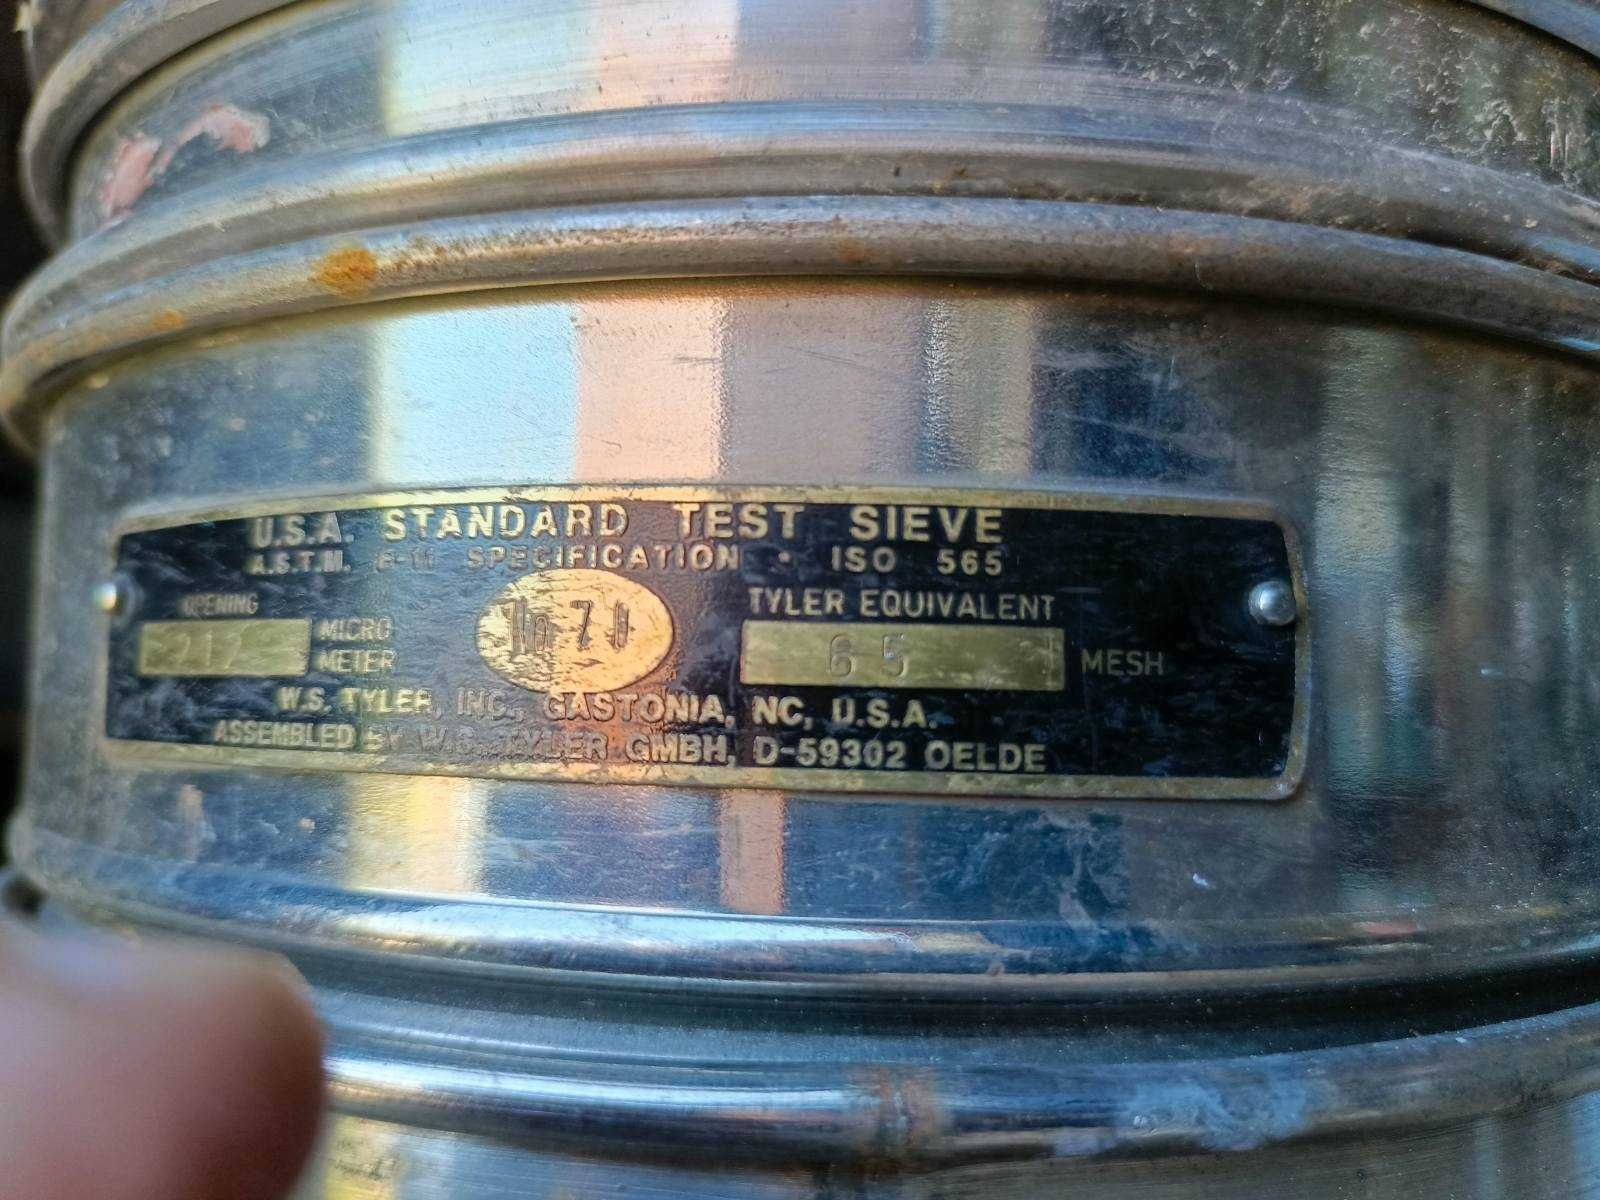 U.S.A. STANDARD TEST SIEVE
A.S.T.M. E-11 SPECIFICATION • ISO 565
OPENING
212 MICRO METER
No 70
TYLER EQUIVALENT
65 MESH
W.S. TYLER, INC., GASTONIA, NC, U.S.A.
ASSEMBLED BY W.S. TYLER GMBH, D-59302 OELDE